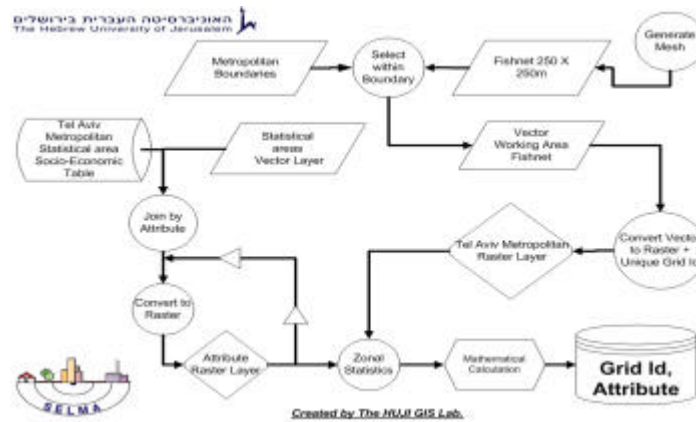 האוניברסיטה העברית בירושלים
The Hebrew University of Jerusalem
Metropolitan
Boundaries
Select
within
Boundary
Fishnet 250 X
250m
Generate
Mesh
Tel Aviv
Metropolitan
Statistical area
Socio-Economic
Table
Statistical
areas
Vector Layer
Vector
Working Area
Fishnet
Join by
Attribute
Tel Aviv Metropolitan
Raster Layer
Convert Vector
to Raster +
Unique Grid Id
Convert to
Raster
Attribute
Raster Layer
Zonal
Statistics
Mathematical
Calculation
Grid Id,
Attribute
SELMA
Created by The HUJI GIS Lab.